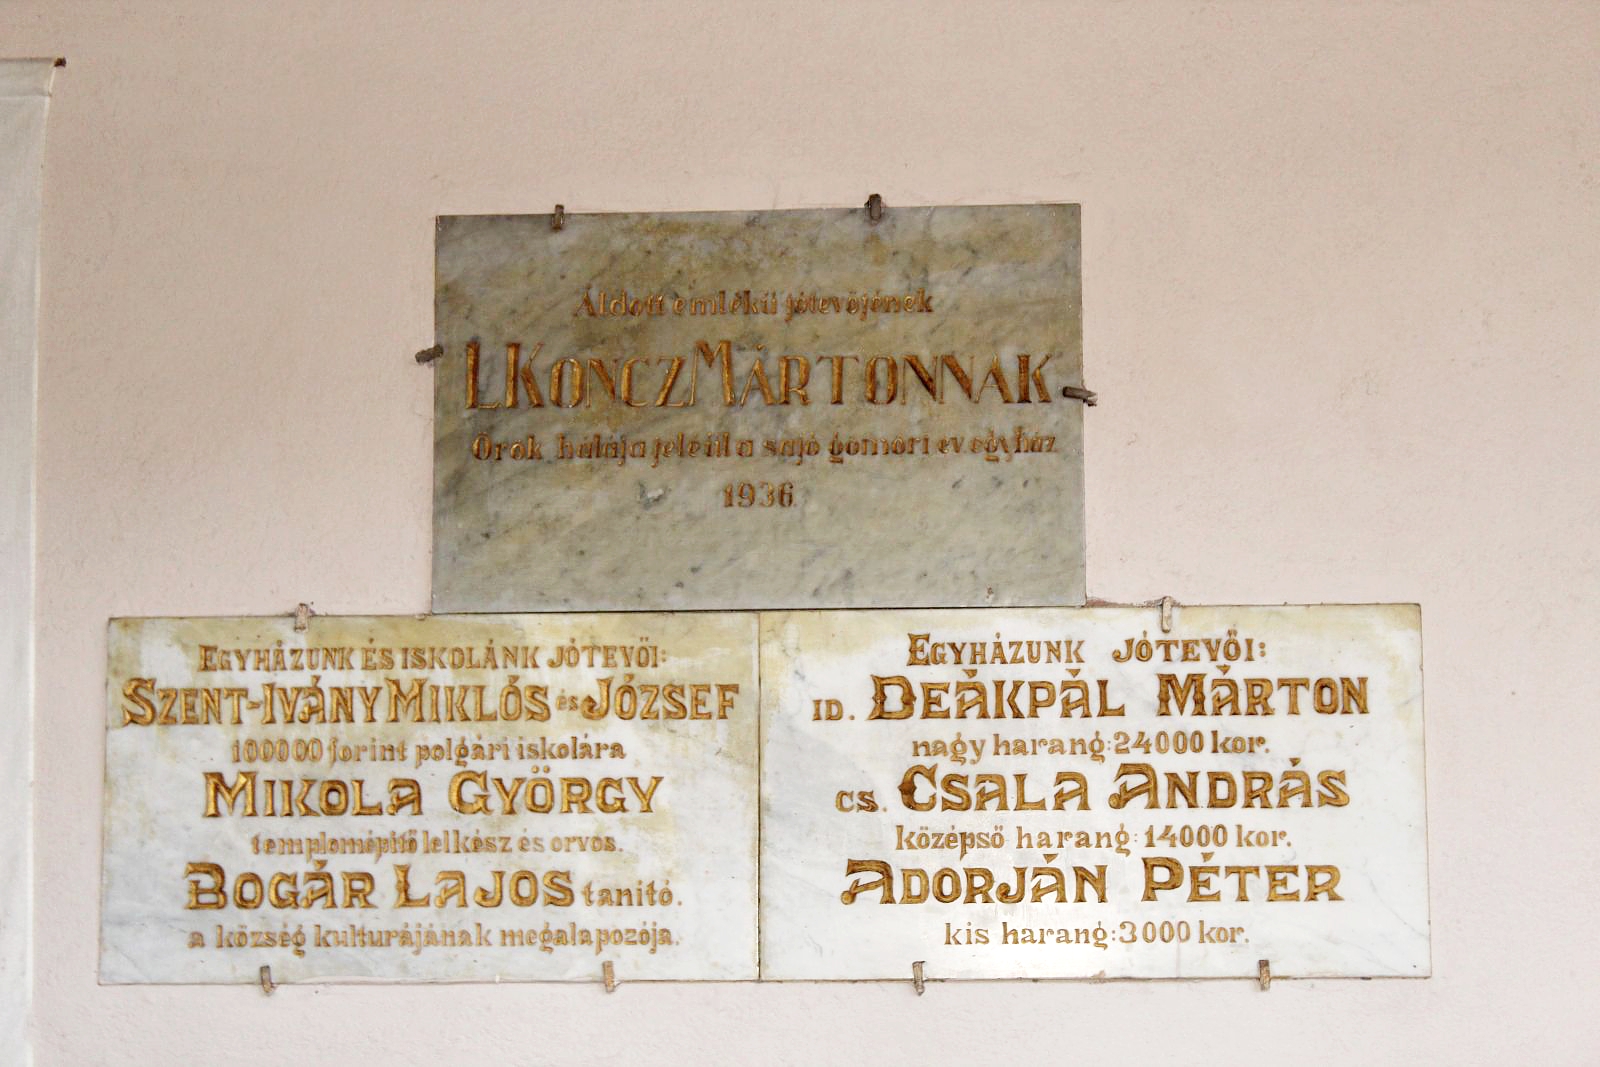 Áldott emlékü jótevőjének
L KONCZ MÁRTONNAK
Örök hálája jeléül a sajó gömöri ev. egyház
1936
EGYHÁZUNK ÉS ISKOLÁNK JÓTEVŐI:
SZENT-IVÁNY MIKLÓS és JÓZSEF
100000 forint polgári iskolára
MIKOLA GYÖRGY
templomépitő lelkész és orvos.
BOGÁR LAJOS tanitó.
a község kulturájának megalapozója.
EGYHÁZUNK JÓTEVŐI:
ID. DEÁKPÁL MÁRTON
nagy harang: 24000 kor.
CS. CSALA ANDRÁS
középső harang: 14000 kor.
ADORJÁN PÉTER
kis harang: 3000 kor.